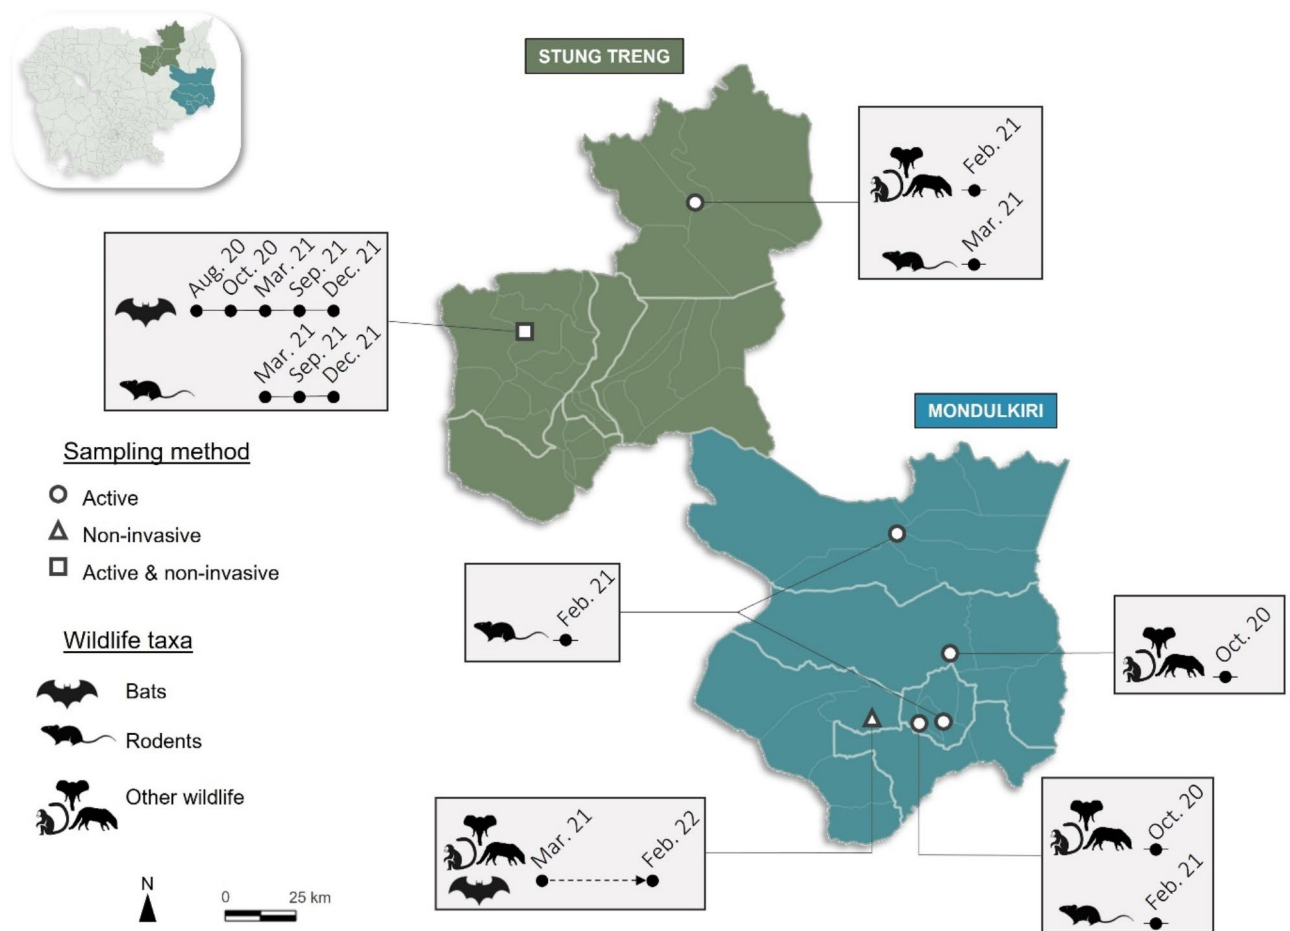 STUNG TRENG
Feb. 21
Mar. 21
Aug. 20
Oct. 20
Mar. 21
Sep. 21
Dec. 21
Mar. 21
Sep. 21
Dec. 21
MONDULKIRI
Sampling method
Active
Non-invasive
Active & non-invasive
Feb. 21
Oct. 20
Wildlife taxa
Bats
Rodents
Other wildlife
Mar. 21
Feb. 22
Oct. 20
Feb. 21
N
0 25 km